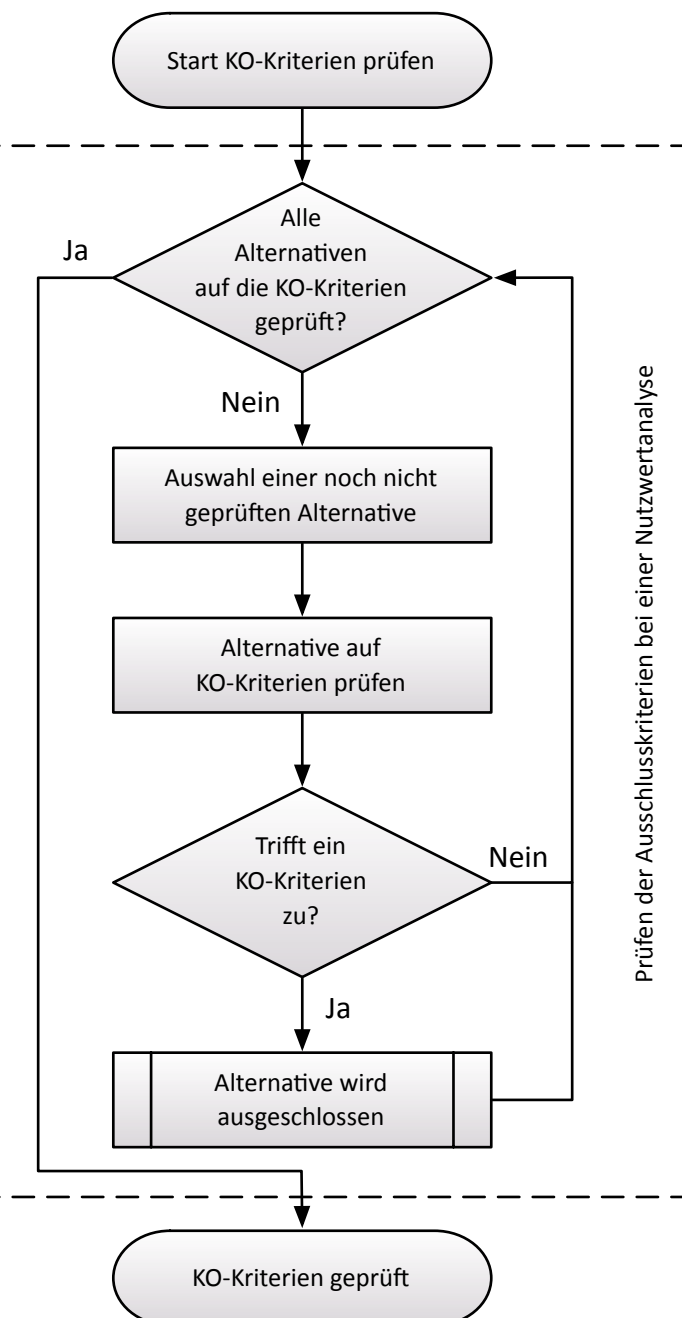 Start KO-Kriterien prüfen
Alle
Alternativen
auf die KO-Kriterien
geprüft?
Ja
Nein
Auswahl einer noch nicht
geprüften Alternative
Alternative auf
KO-Kriterien prüfen
Trifft ein
KO-Kriterien
zu?
Nein
Ja
Alternative wird
ausgeschlossen
KO-Kriterien geprüft
Prüfen der Ausschlusskriterien bei einer Nutzwertanalyse